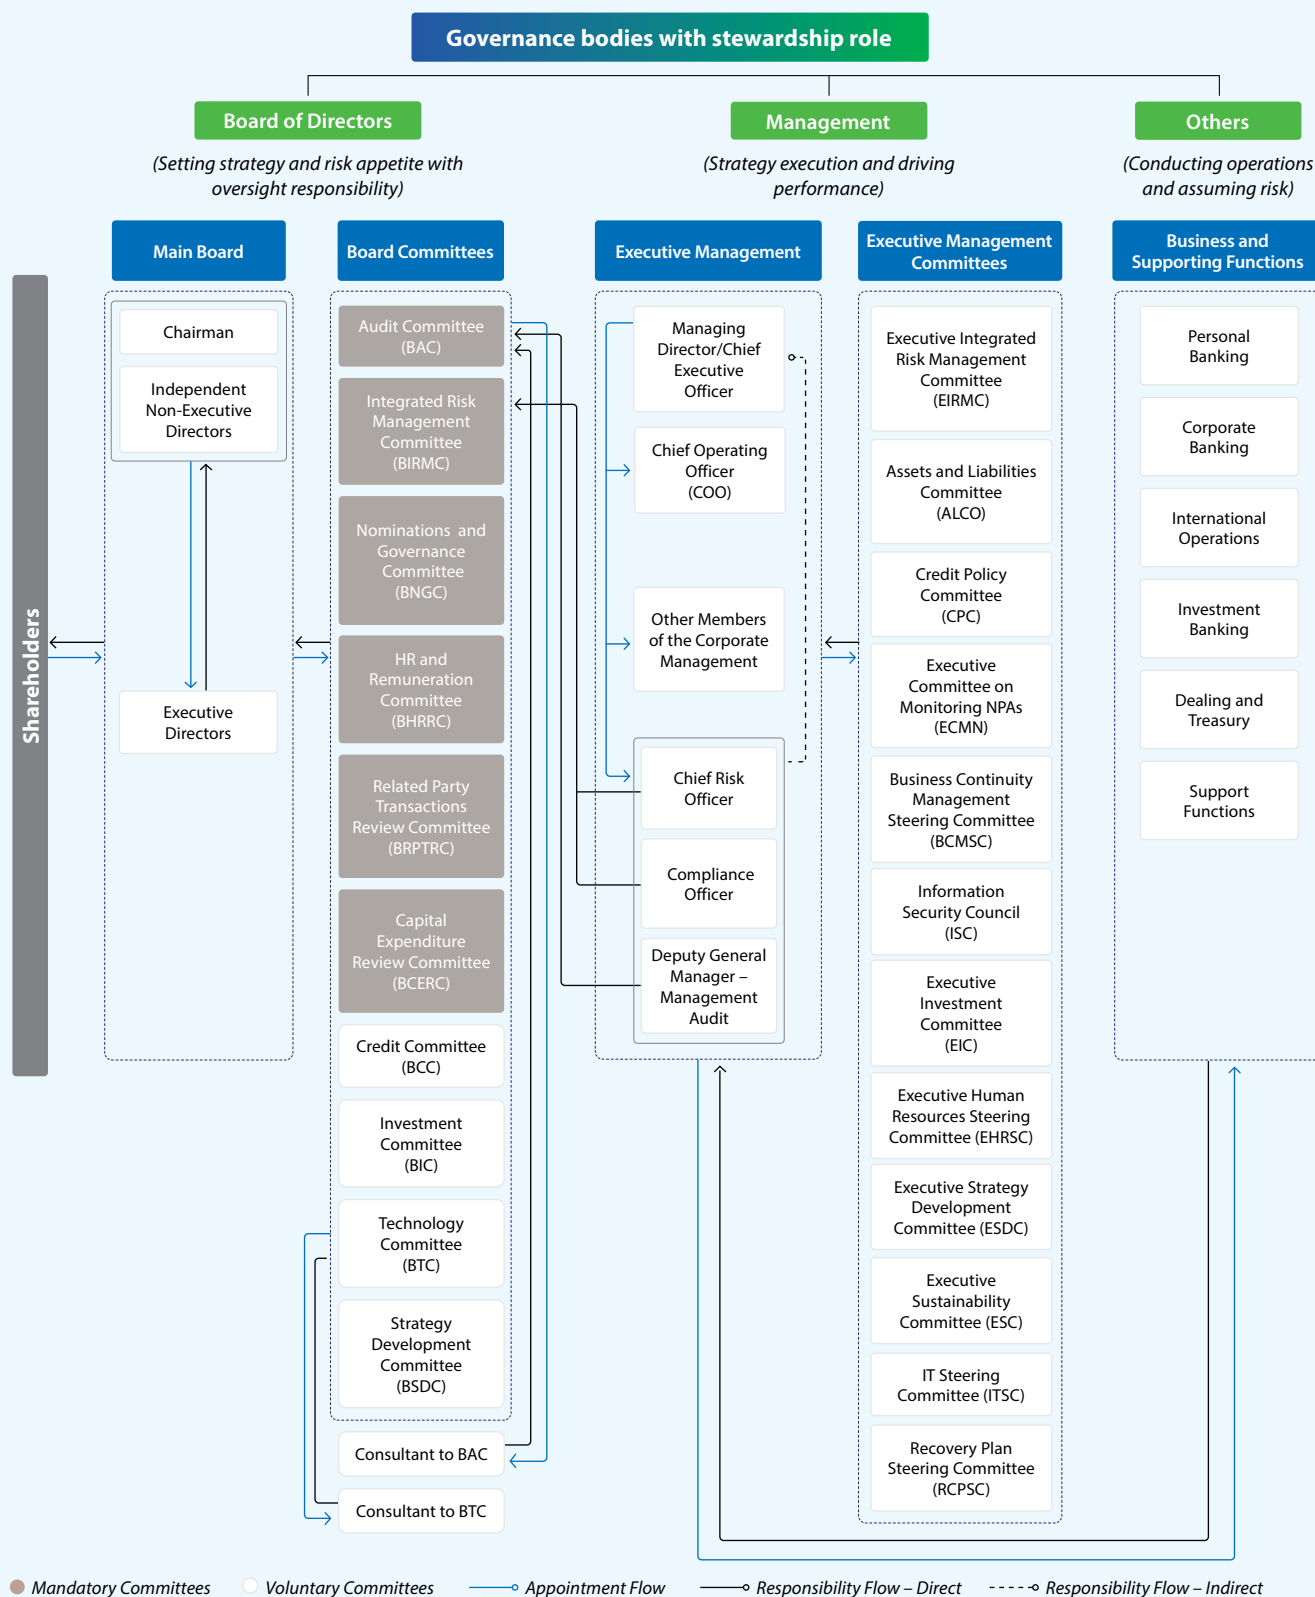 Governance bodies with stewardship role
Board of Directors
(Setting strategy and risk appetite with
oversight responsibility)
Management
(Strategy execution and driving
performance)
Others
(Conducting operations
and assuming risk)
Shareholders
Main Board
Chairman
Independent
Non-Executive
Directors
Executive
Directors
Board Committees
Audit Committee
(BAC)
Integrated Risk
Management
Committee
(BIRMC)
Nominations and
Governance
Committee
(BNGC)
HR and
Remuneration
Committee
(BHRRC)
Related Party
Transactions
Review Committee
(BRPTRC)
Capital
Expenditure
Review Committee
(BCERC)
Credit Committee
(BCC)
Investment
Committee
(BIC)
Technology
Committee
(BTC)
Strategy
Development
Committee
(BSDC)
Consultant to BAC
Consultant to BTC
Executive Management
Managing
Director/Chief
Executive
Officer
Chief Operating
Officer
(COO)
Other Members
of the Corporate
Management
Chief Risk
Officer
Compliance
Officer
Deputy General
Manager –
Management
Audit
Executive Management
Committees
Executive Integrated
Risk Management
Committee
(EIRMC)
Assets and Liabilities
Committee
(ALCO)
Credit Policy
Committee
(CPC)
Executive
Committee on
Monitoring NPAs
(ECMN)
Business Continuity
Management
Steering Committee
(BCMSC)
Information
Security Council
(ISC)
Executive
Investment
Committee
(EIC)
Executive Human
Resources Steering
Committee (EHRSC)
Executive Strategy
Development
Committee (ESDC)
Executive
Sustainability
Committee (ESC)
IT Steering
Committee (ITSC)
Recovery Plan
Steering Committee
(RCPSC)
Business and
Supporting Functions
Personal
Banking
Corporate
Banking
International
Operations
Investment
Banking
Dealing and
Treasury
Support
Functions
Mandatory Committees
Voluntary Committees
Appointment Flow
Responsibility Flow – Direct
Responsibility Flow – Indirect